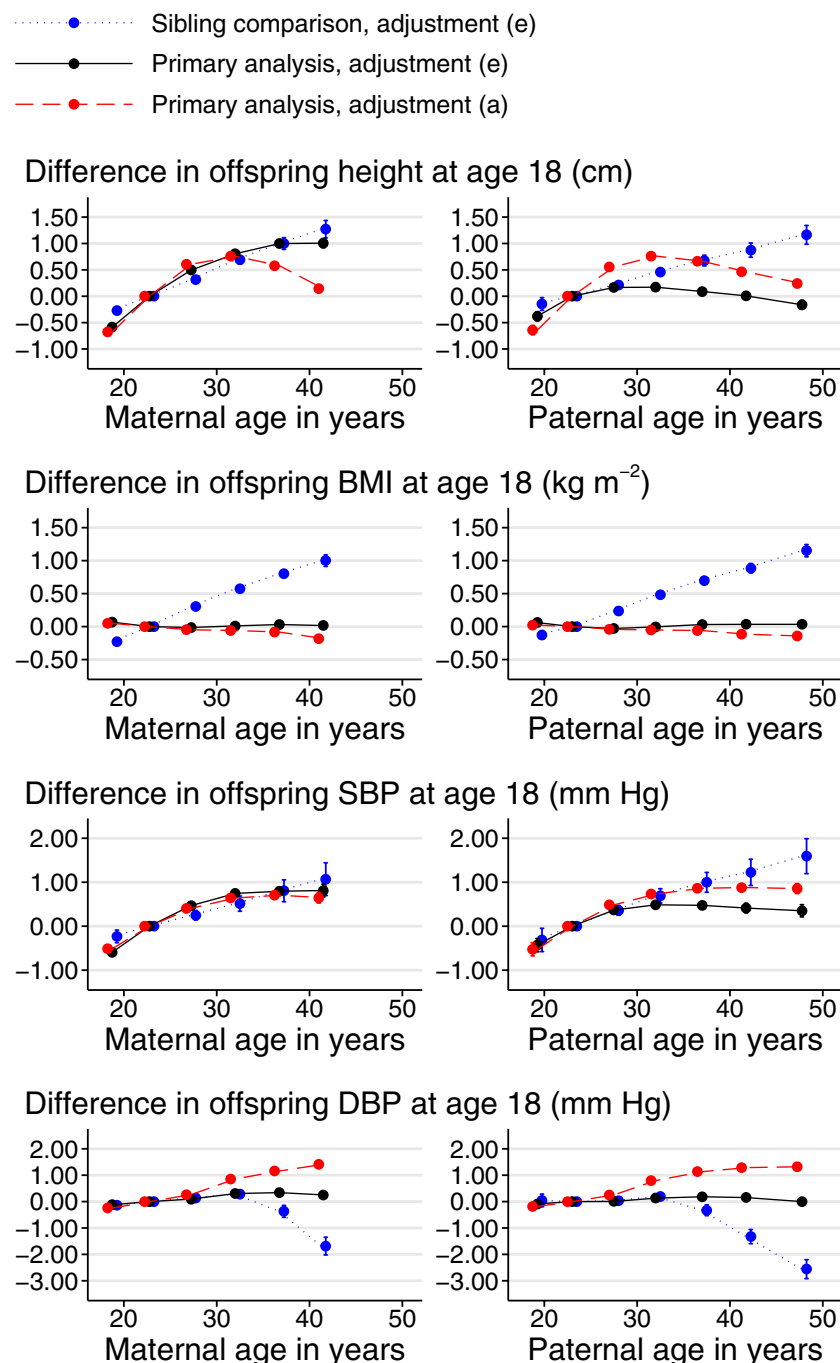 Sibling comparison, adjustment (e)
Primary analysis, adjustment (e)
Primary analysis, adjustment (a)
Difference in offspring height at age 18 (cm)
1.50
1.00
0.50
0.00
−0.50
−1.00
20 30 40 50
Maternal age in years
1.50
1.00
0.50
0.00
−0.50
−1.00
20 30 40 50
Paternal age in years
Difference in offspring BMI at age 18 (kg m⁻²)
1.50
1.00
0.50
0.00
−0.50
20 30 40 50
Maternal age in years
1.50
1.00
0.50
0.00
−0.50
20 30 40 50
Paternal age in years
Difference in offspring SBP at age 18 (mm Hg)
2.00
1.00
0.00
−1.00
20 30 40 50
Maternal age in years
2.00
1.00
0.00
−1.00
20 30 40 50
Paternal age in years
Difference in offspring DBP at age 18 (mm Hg)
2.00
1.00
0.00
−1.00
−2.00
−3.00
20 30 40 50
Maternal age in years
2.00
1.00
0.00
−1.00
−2.00
−3.00
20 30 40 50
Paternal age in years